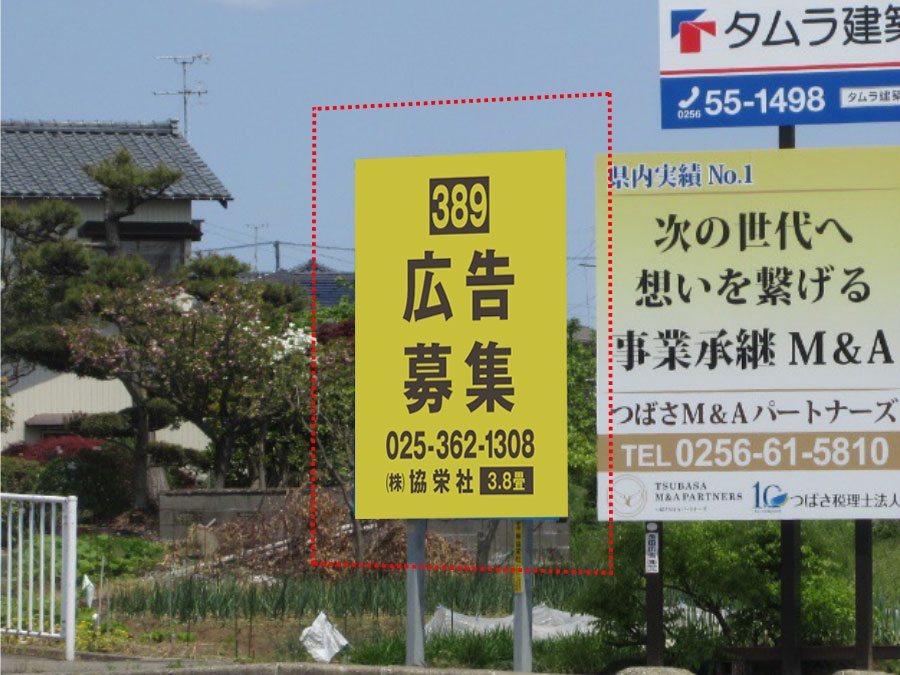 389
広告
募集
025-362-1308
(株)協栄社 3.8畳
タムラ建築
0256 55-1498 タムラ建築
県内実績 No.1
次の世代へ
想いを繋げる
事業承継 M&A
つばさM&Aパートナーズ
TEL 0256-61-5810
TSUBASA
M&A PARTNERS
つばさ税理士法人